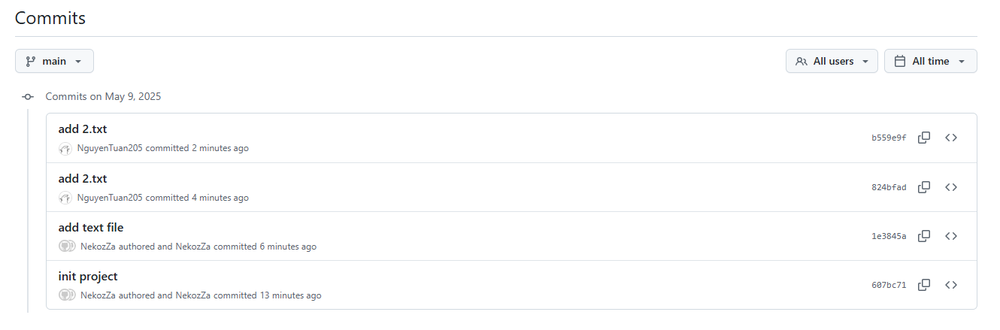 Commits
main
All users
All time
Commits on May 9, 2025
add 2.txt
NguyenTuan205 committed 2 minutes ago
b559e9f
add 2.txt
NguyenTuan205 committed 4 minutes ago
824bfad
add text file
NekozZa authored and NekozZa committed 6 minutes ago
1e3845a
init project
NekozZa authored and NekozZa committed 13 minutes ago
607bc71